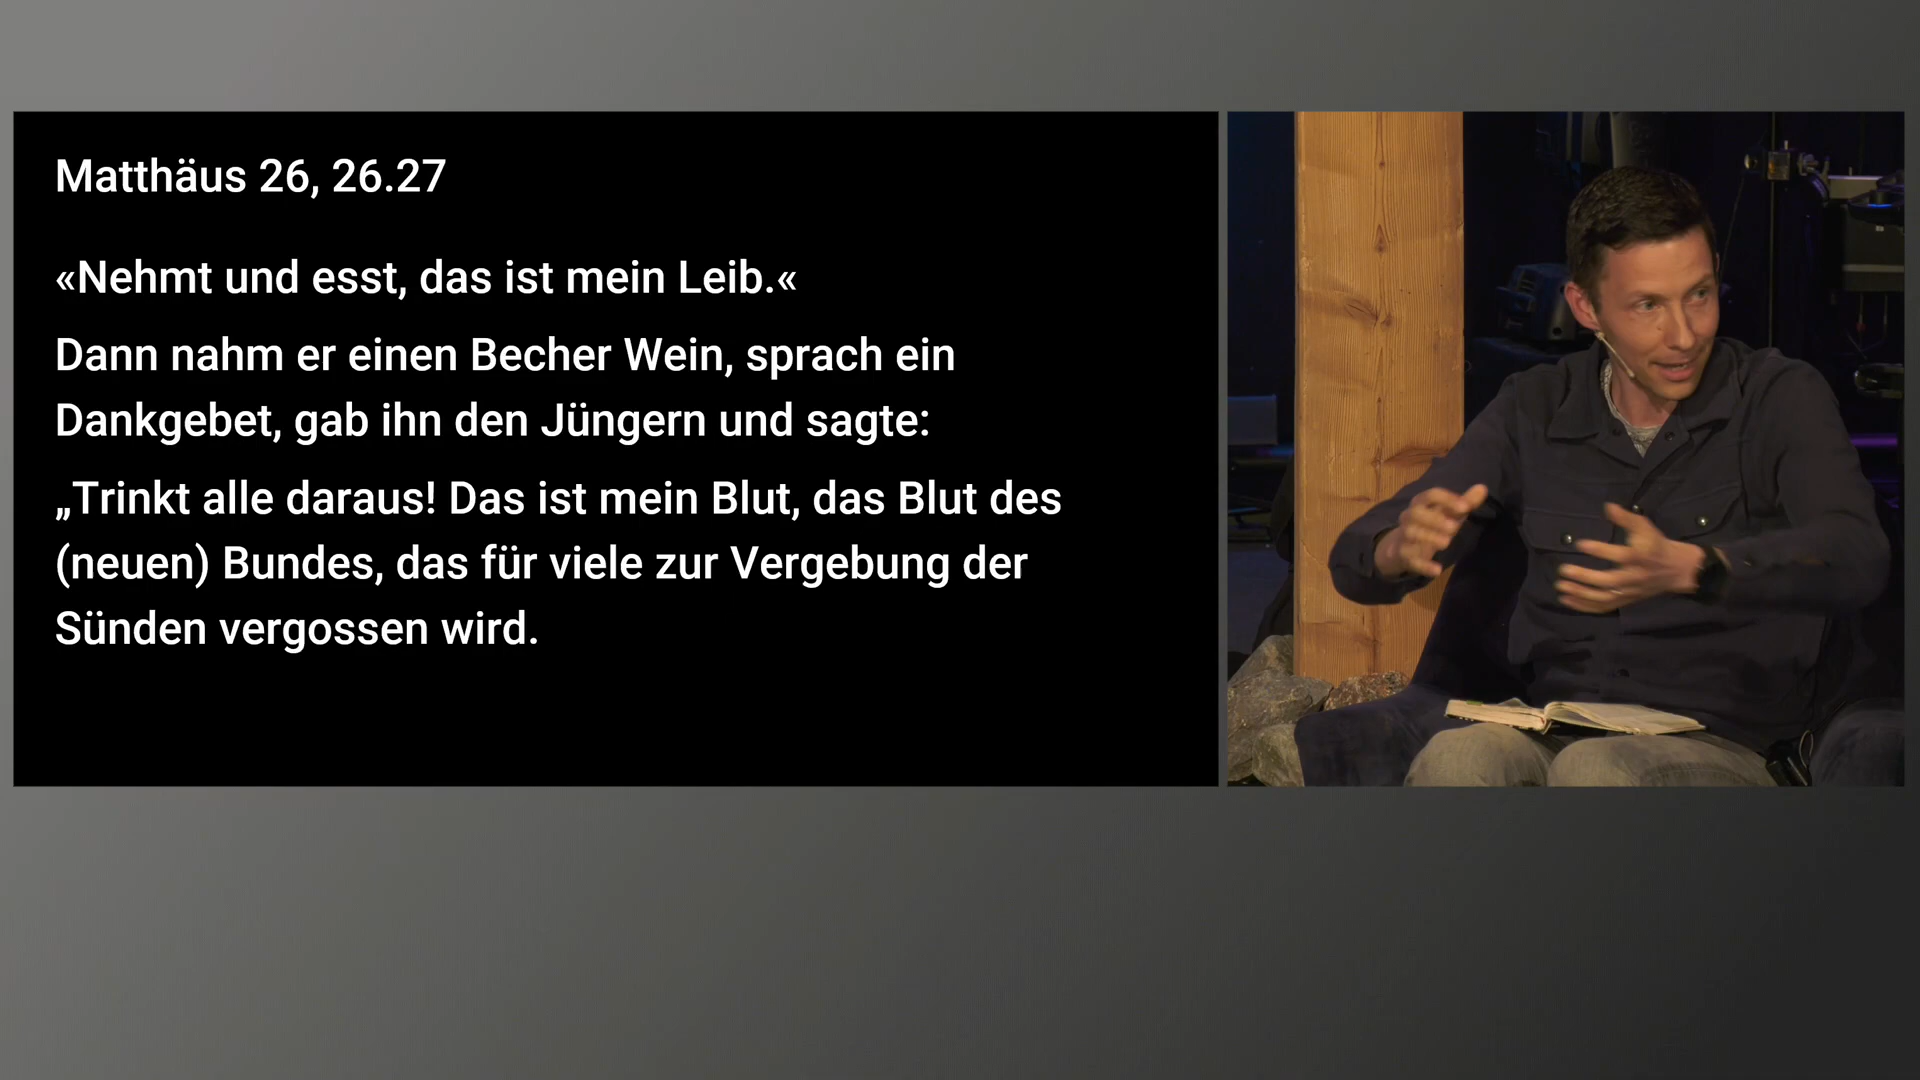 Matthäus 26, 26.27
«Nehmt und esst, das ist mein Leib.«
Dann nahm er einen Becher Wein, sprach ein
Dankgebet, gab ihn den Jüngern und sagte:
„Trinkt alle daraus! Das ist mein Blut, das Blut des
(neuen) Bundes, das für viele zur Vergebung der
Sünden vergossen wird.